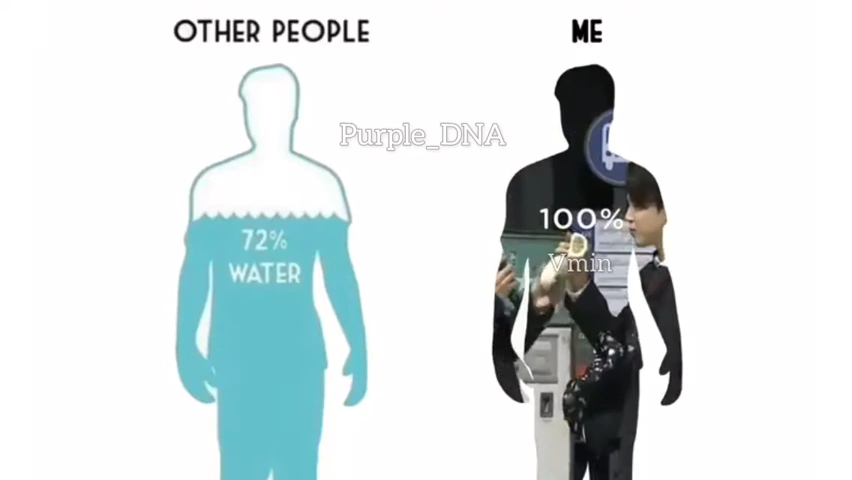 OTHER PEOPLE
ME
Purple_DNA
72%
WATER
100%
D
Vmin